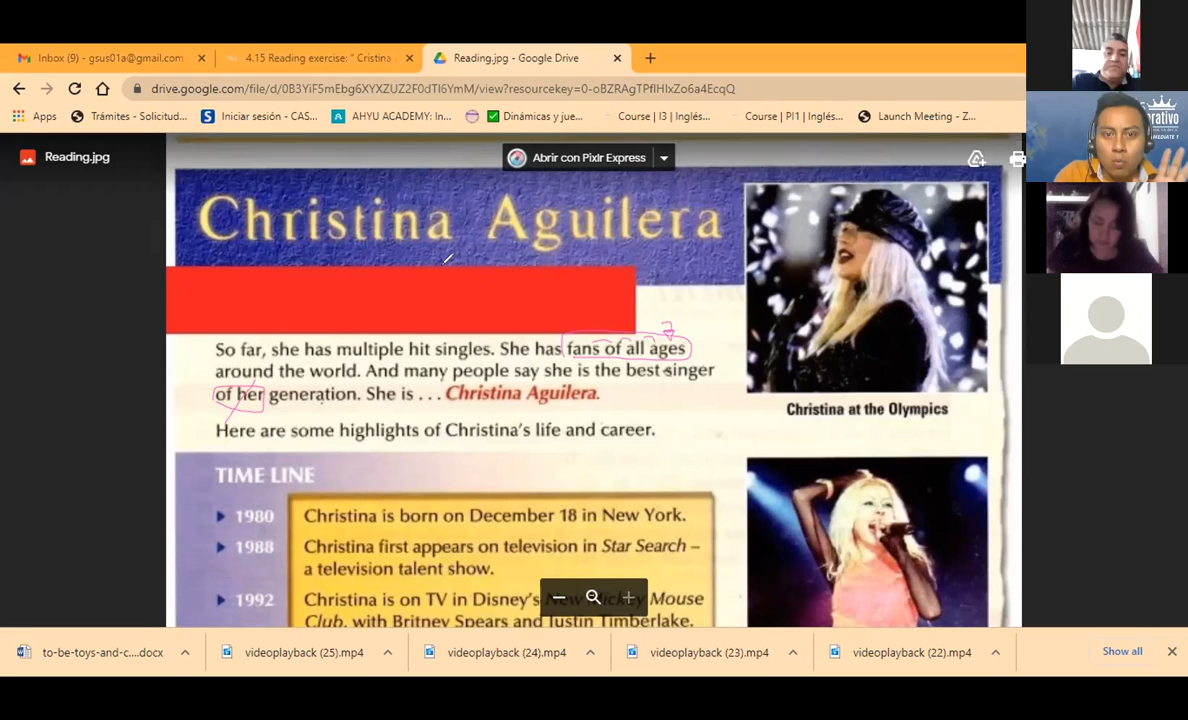 Inbox (9) - gsus01a@gmail.com
4.15 Reading exercise: " Cristina
Reading.jpg - Google Drive
drive.google.com/file/d/0B3YiF5mEbg6XYXZUZ2F0dTI6YmM/view?resourcekey=0-oBZRAgTPflHIxZo6a4EcqQ
Apps
Trámites - Solicitud...
Iniciar sesión - CAS...
AHYU ACADEMY: In...
Dinámicas y jue...
Course | I3 | Inglés...
Course | PI1 | Inglés...
Launch Meeting - Z...
Reading.jpg
Abrir con Pixlr Express
Christina Aguilera
So far, she has multiple hit singles. She has fans of all ages
around the world. And many people say she is the best singer
of her generation. She is . . . Christina Aguilera.
Here are some highlights of Christina's life and career.
Christina at the Olympics
TIME LINE
1980 Christina is born on December 18 in New York.
1988 Christina first appears on television in Star Search –
a television talent show.
1992 Christina is on TV in Disney's New Mickey Mouse
Club, with Britney Spears and Justin Timberlake.
to-be-toys-and-c....docx
videoplayback (25).mp4
videoplayback (24).mp4
videoplayback (23).mp4
videoplayback (22).mp4
Show all